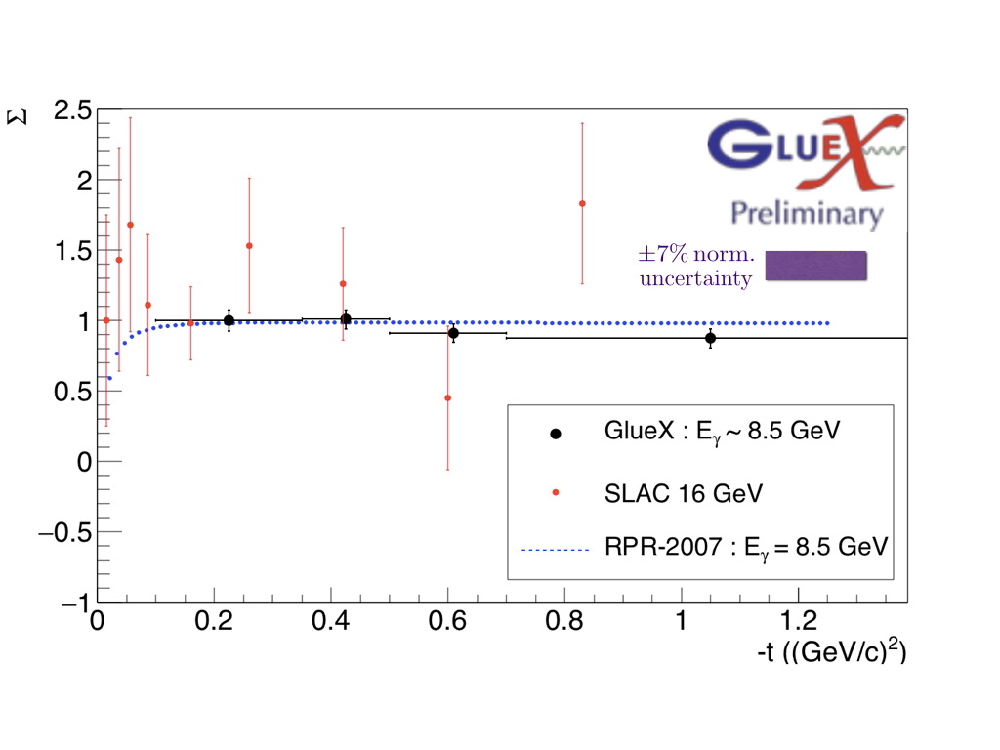 Σ
2.5
2
1.5
1
0.5
0
−0.5
−1
0 0.2 0.4 0.6 0.8 1 1.2
-t ((GeV/c)²)
GLUEX
Preliminary
±7% norm.
uncertainty
GlueX : Eγ ~ 8.5 GeV
SLAC 16 GeV
RPR-2007 : Eγ = 8.5 GeV